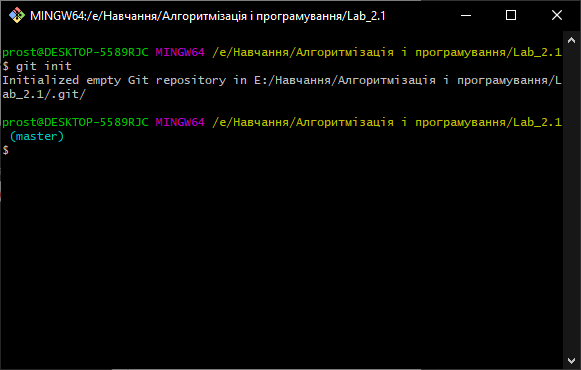 MINGW64:/e/Навчання/Алгоритмізація і програмування/Lab_2.1
prost@DESKTOP-5589RJC MINGW64 /e/Навчання/Алгоритмізація і програмування/Lab_2.1
$ git init
Initialized empty Git repository in E:/Навчання/Алгоритмізація і програмування/L
ab_2.1/.git/
prost@DESKTOP-5589RJC MINGW64 /e/Навчання/Алгоритмізація і програмування/Lab_2.1
(master)
$